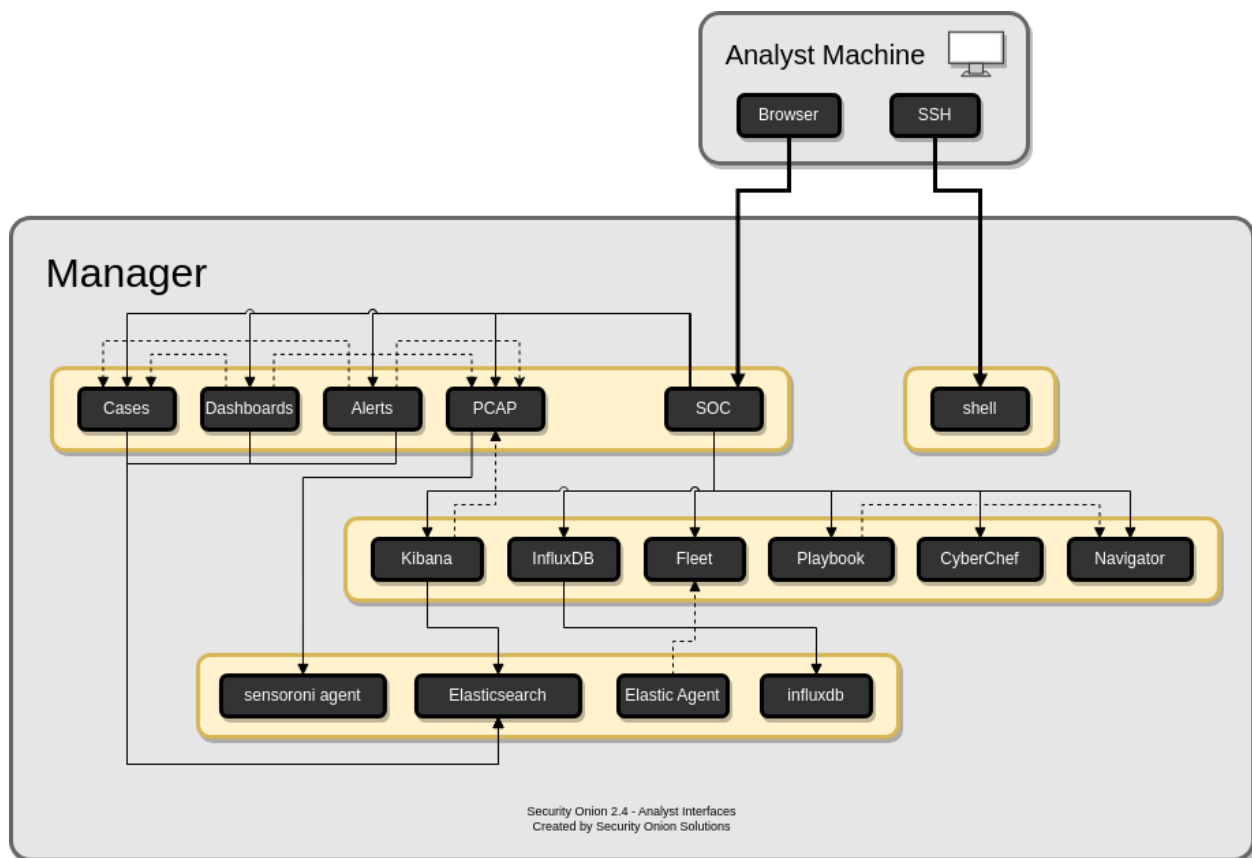 Analyst Machine
Browser
SSH
Manager
Cases
Dashboards
Alerts
PCAP
SOC
shell
Kibana
InfluxDB
Fleet
Playbook
CyberChef
Navigator
sensoroni agent
Elasticsearch
Elastic Agent
influxdb
Security Onion 2.4 - Analyst Interfaces
Created by Security Onion Solutions